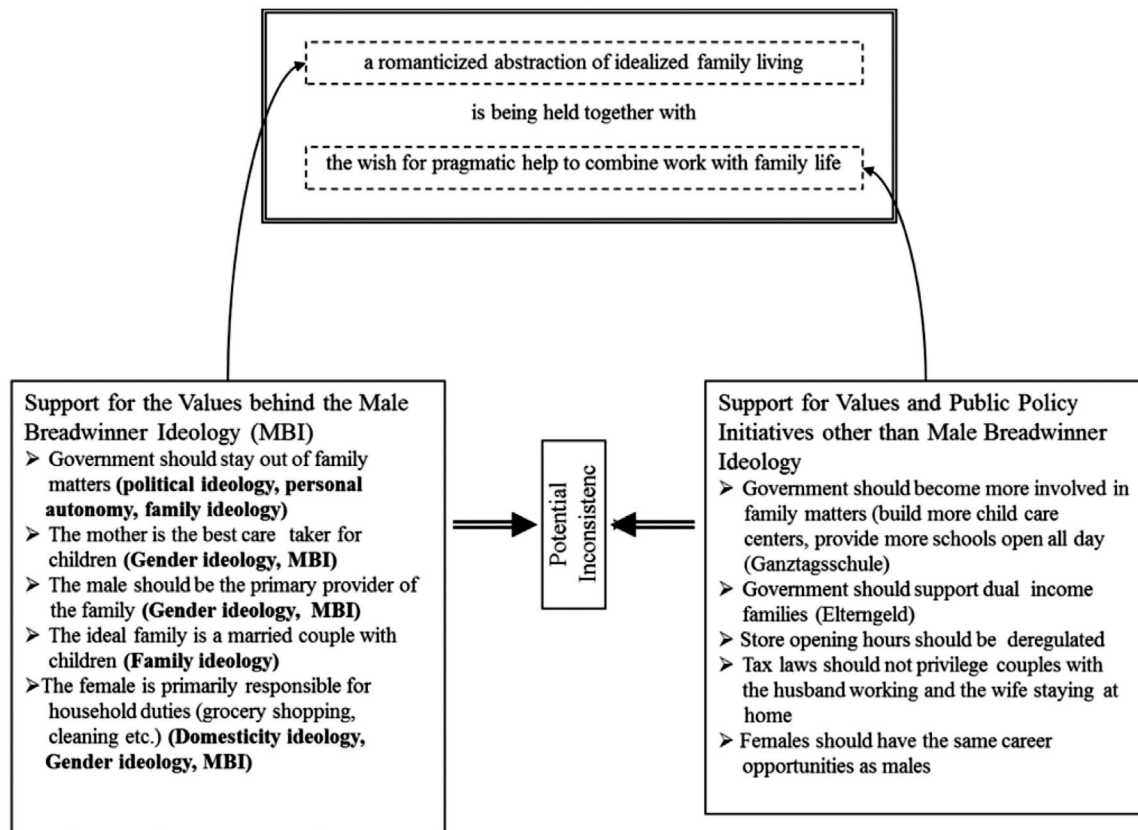 a romanticized abstraction of idealized family living
is being held together with
the wish for pragmatic help to combine work with family life
Support for the Values behind the Male
Breadwinner Ideology (MBI)
➢ Government should stay out of family
matters (political ideology, personal
autonomy, family ideology)
➢ The mother is the best care taker for
children (Gender ideology, MBI)
➢ The male should be the primary provider of
the family (Gender ideology, MBI)
➢ The ideal family is a married couple with
children (Family ideology)
➢The female is primarily responsible for
household duties (grocery shopping,
cleaning etc.) (Domesticity ideology,
Gender ideology, MBI)
Potential
Inconsistenc
Support for Values and Public Policy
Initiatives other than Male Breadwinner
Ideology
➢ Government should become more involved in
family matters (build more child care
centers, provide more schools open all day
(Ganztagsschule)
➢ Government should support dual income
families (Elterngeld)
➢ Store opening hours should be deregulated
➢ Tax laws should not privilege couples with
the husband working and the wife staying at
home
➢ Females should have the same career
opportunities as males